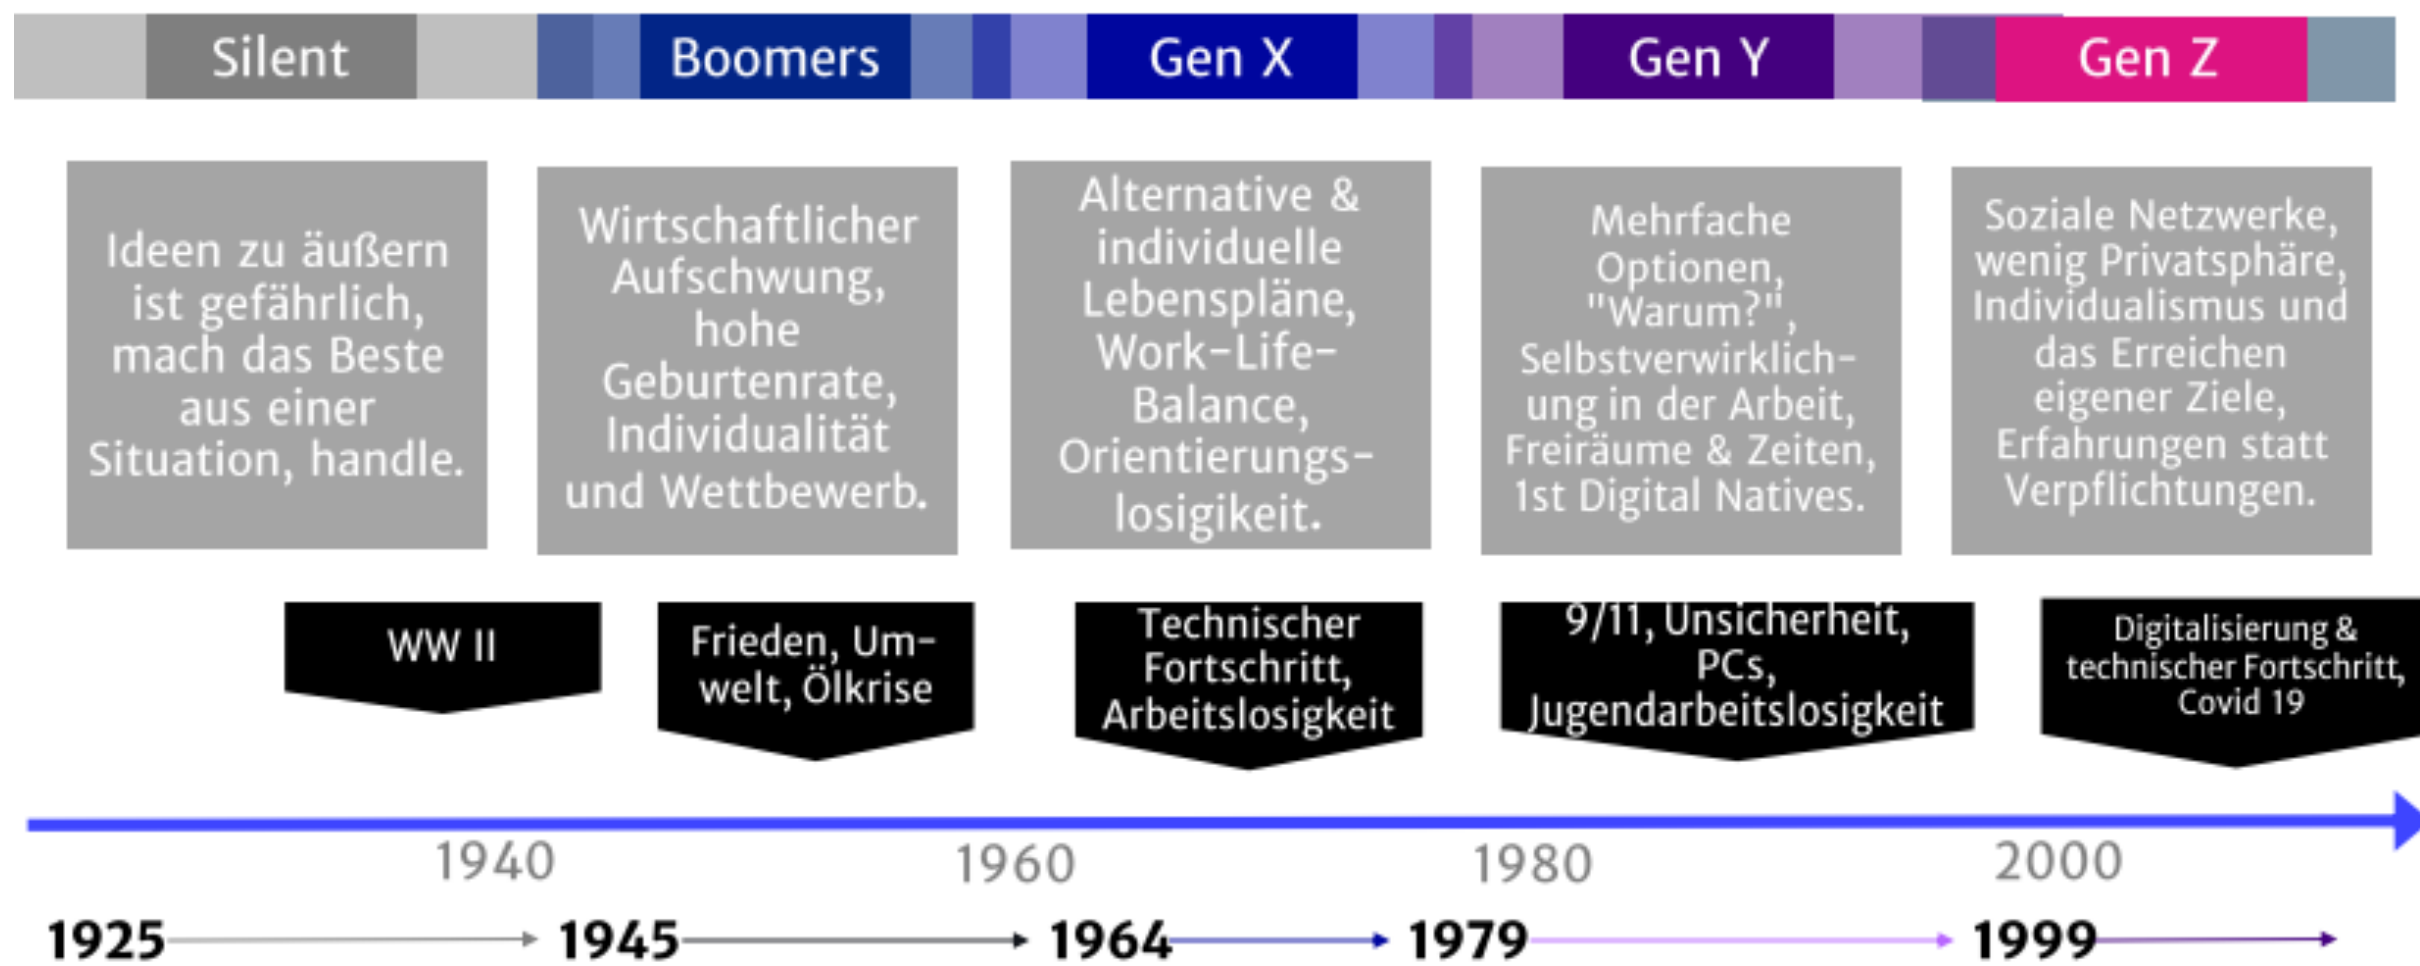 Silent
Boomers
Gen X
Gen Y
Gen Z
Ideen zu äußern
ist gefährlich,
mach das Beste
aus einer
Situation, handle.
Wirtschaftlicher
Aufschwung,
hohe
Geburtenrate,
Individualität
und Wettbewerb.
Alternative &
individuelle
Lebenspläne,
Work-Life-
Balance,
Orientierungs-
losigikeit.
Mehrfache
Optionen,
"Warum?",
Selbstverwirklich-
ung in der Arbeit,
Freiräume & Zeiten,
1st Digital Natives.
Soziale Netzwerke,
wenig Privatsphäre,
Individualismus und
das Erreichen
eigener Ziele,
Erfahrungen statt
Verpflichtungen.
WW II
Frieden, Um-
welt, Ölkrise
Technischer
Fortschritt,
Arbeitslosigkeit
9/11, Unsicherheit,
PCs,
Jugendarbeitslosigkeit
Digitalisierung &
technischer Fortschritt,
Covid 19
1940
1960
1980
2000
1925
1945
1964
1979
1999